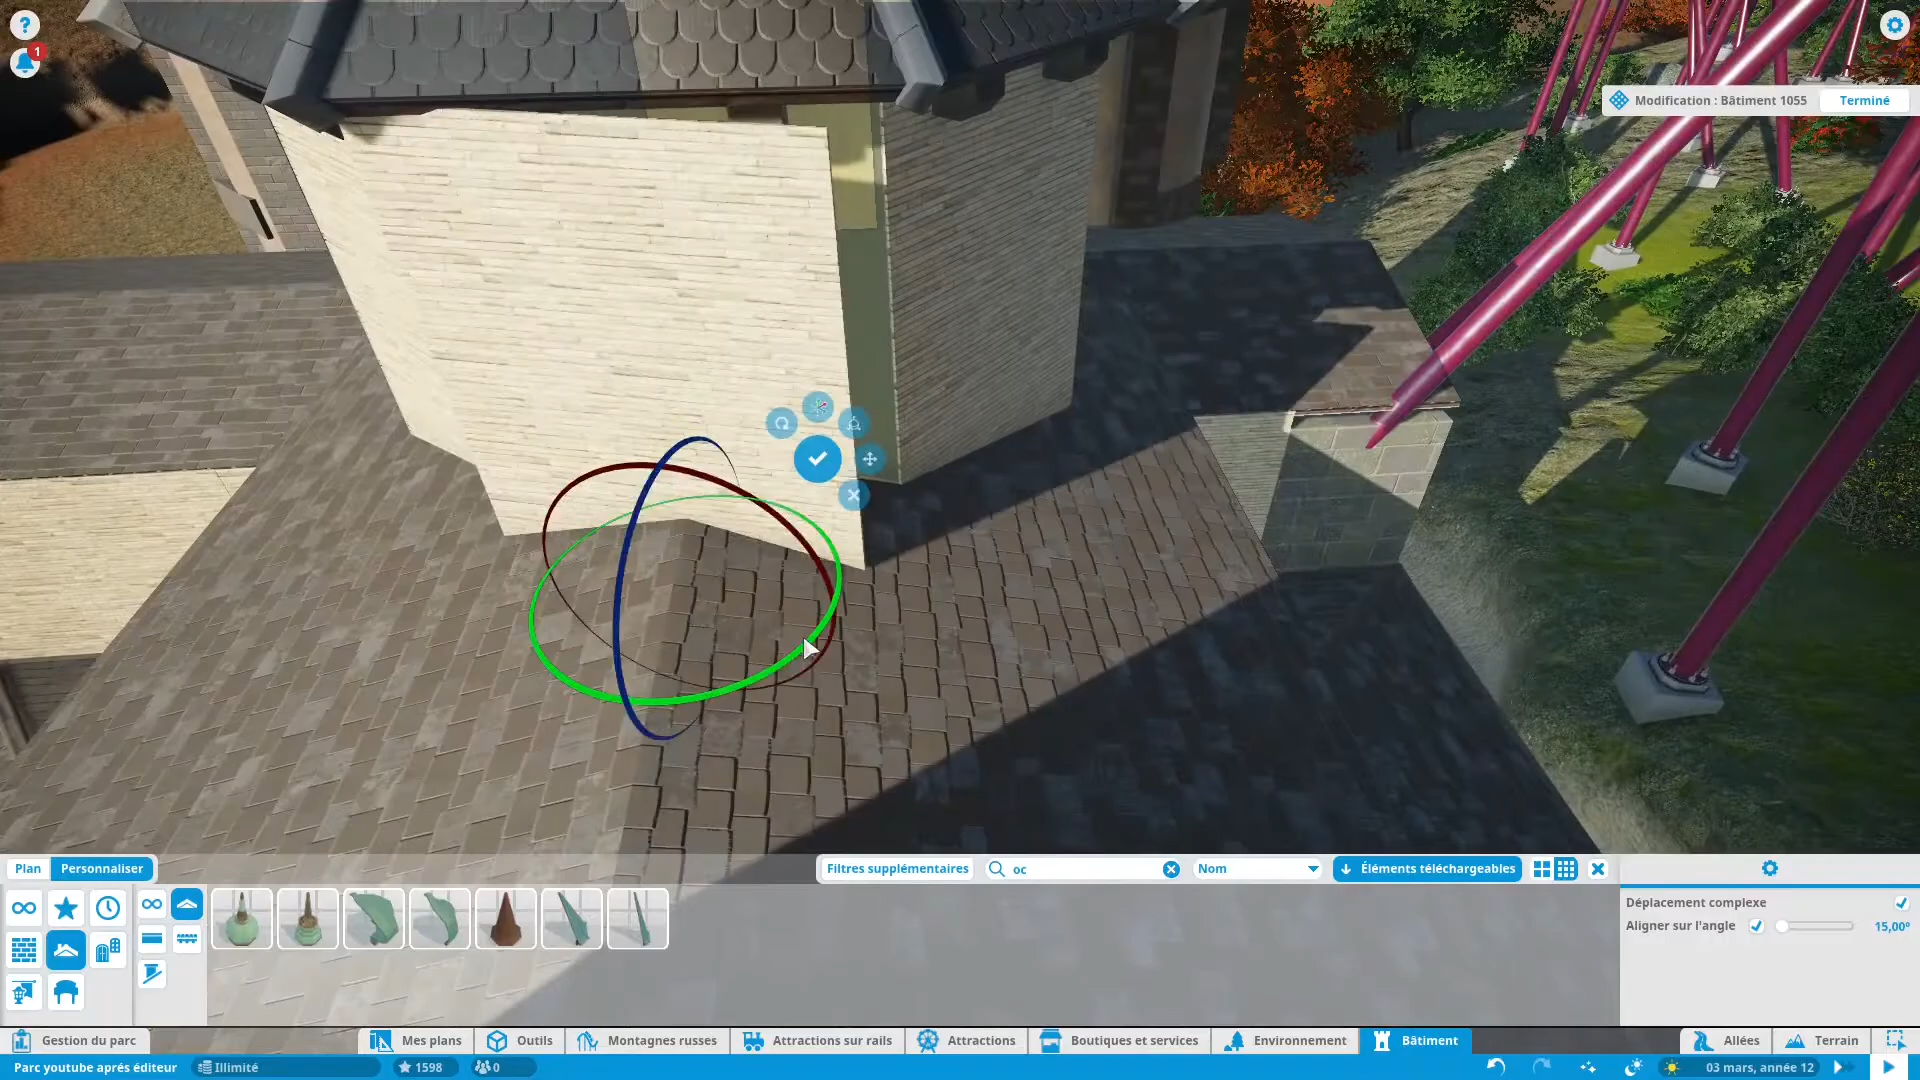 ?
1
Modification : Bâtiment 1055
Terminé
Plan
Personnaliser
Filtres supplémentaires
oc
Nom
Éléments téléchargeables
Déplacement complexe
Aligner sur l'angle
15,00°
Gestion du parc
Mes plans
Outils
Montagnes russes
Attractions sur rails
Attractions
Boutiques et services
Environnement
Bâtiment
Allées
Terrain
Parc youtube aprés éditeur
Illimité
1598
0
03 mars, année 12